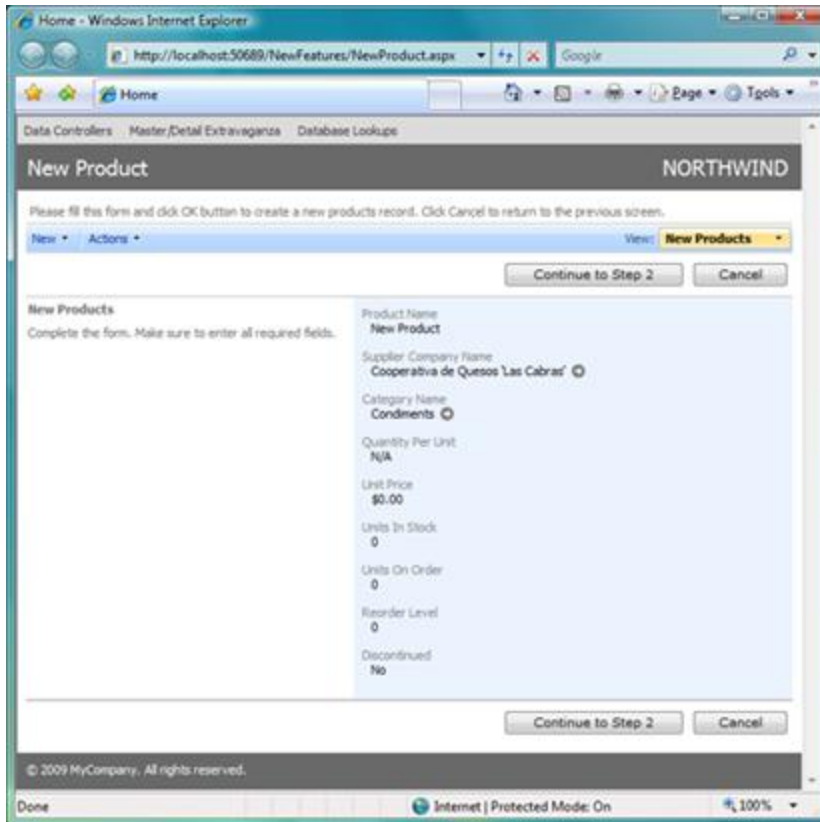 Home - Windows Internet Explorer
http://localhost:50689/NewFeatures/NewProduct.aspx
Google
Home
Page
Tools
Data Controllers Master/Detail Extravaganza Database Lookups
New Product NORTHWIND
Please fill this form and click OK button to create a new products record. Click Cancel to return to the previous screen.
New Actions View: New Products
Continue to Step 2 Cancel
New Products
Complete the form. Make sure to enter all required fields.
Product Name
New Product
Supplier Company Name
Cooperativa de Quesos 'Las Cabras'
Category Name
Condiments
Quantity Per Unit
N/A
Unit Price
$0.00
Units In Stock
0
Units On Order
0
Reorder Level
0
Discontinued
No
Continue to Step 2 Cancel
© 2009 MyCompany. All rights reserved.
Done Internet | Protected Mode: On 100%